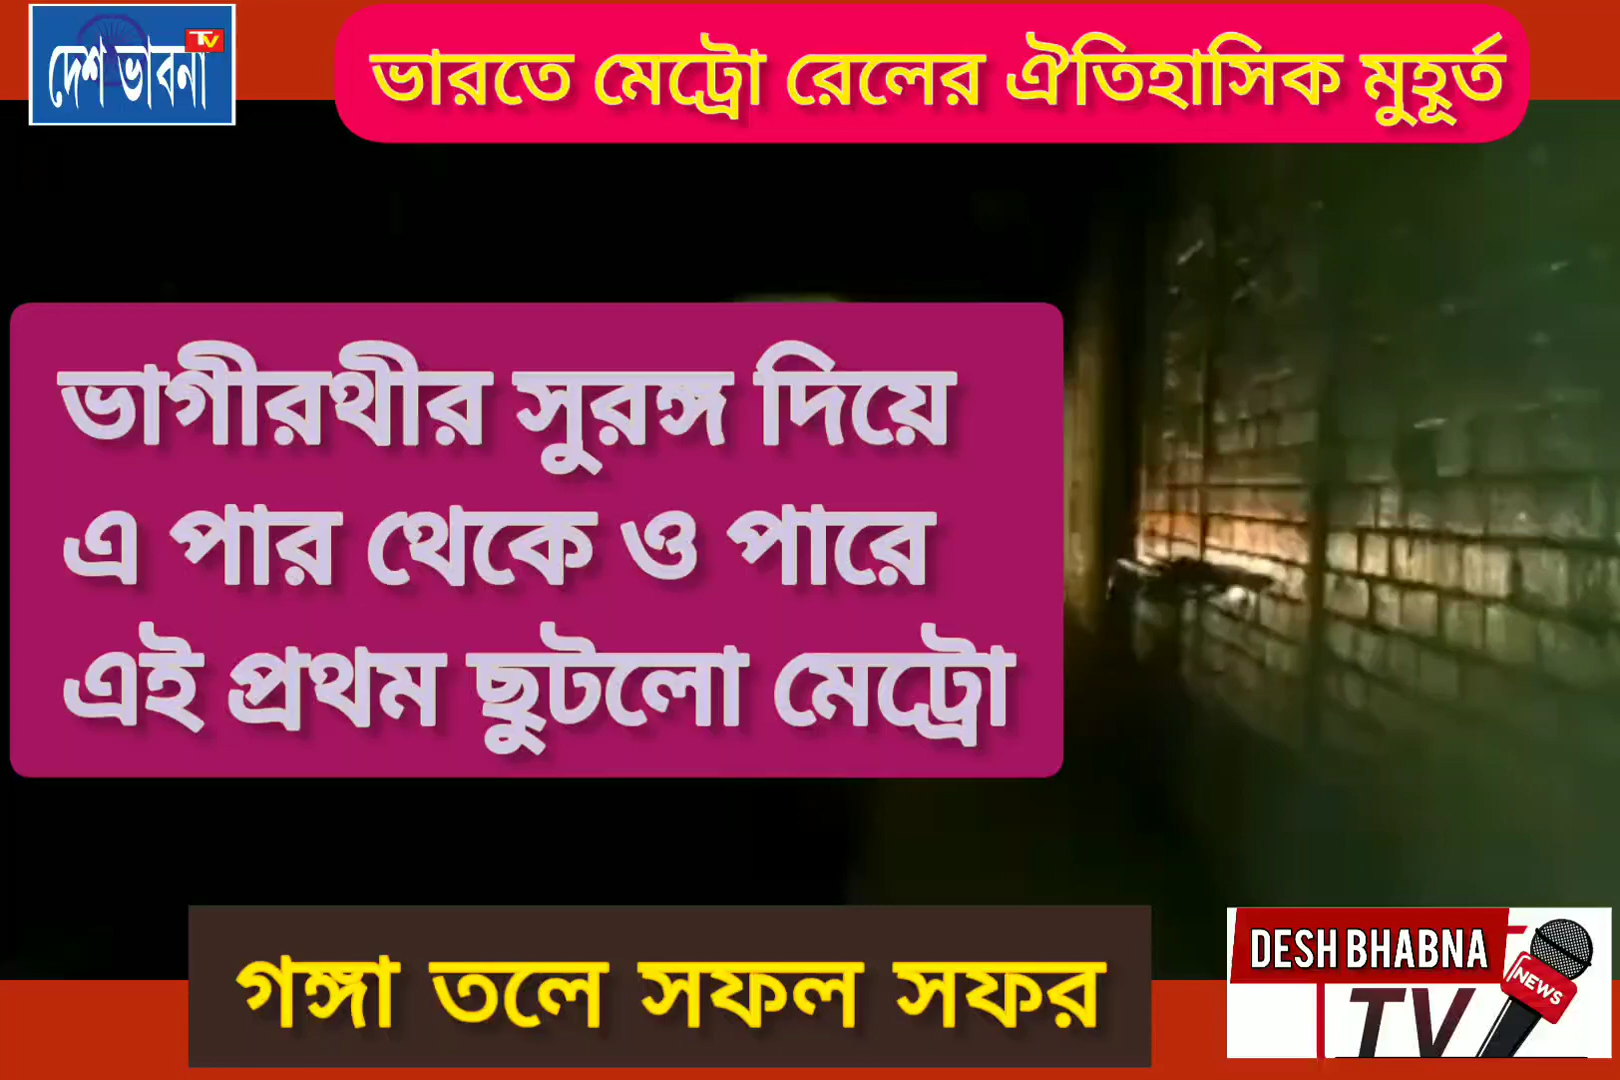 দেশ ভাবনা TV
ভারতে মেট্রো রেলের ঐতিহাসিক মুহূর্ত
ভাগীরথীর সুরঙ্গ দিয়ে
এ পার থেকে ও পারে
এই প্রথম ছুটলো মেট্রো
গঙ্গা তলে সফল সফর
DESH BHABNA
NEWS
TV